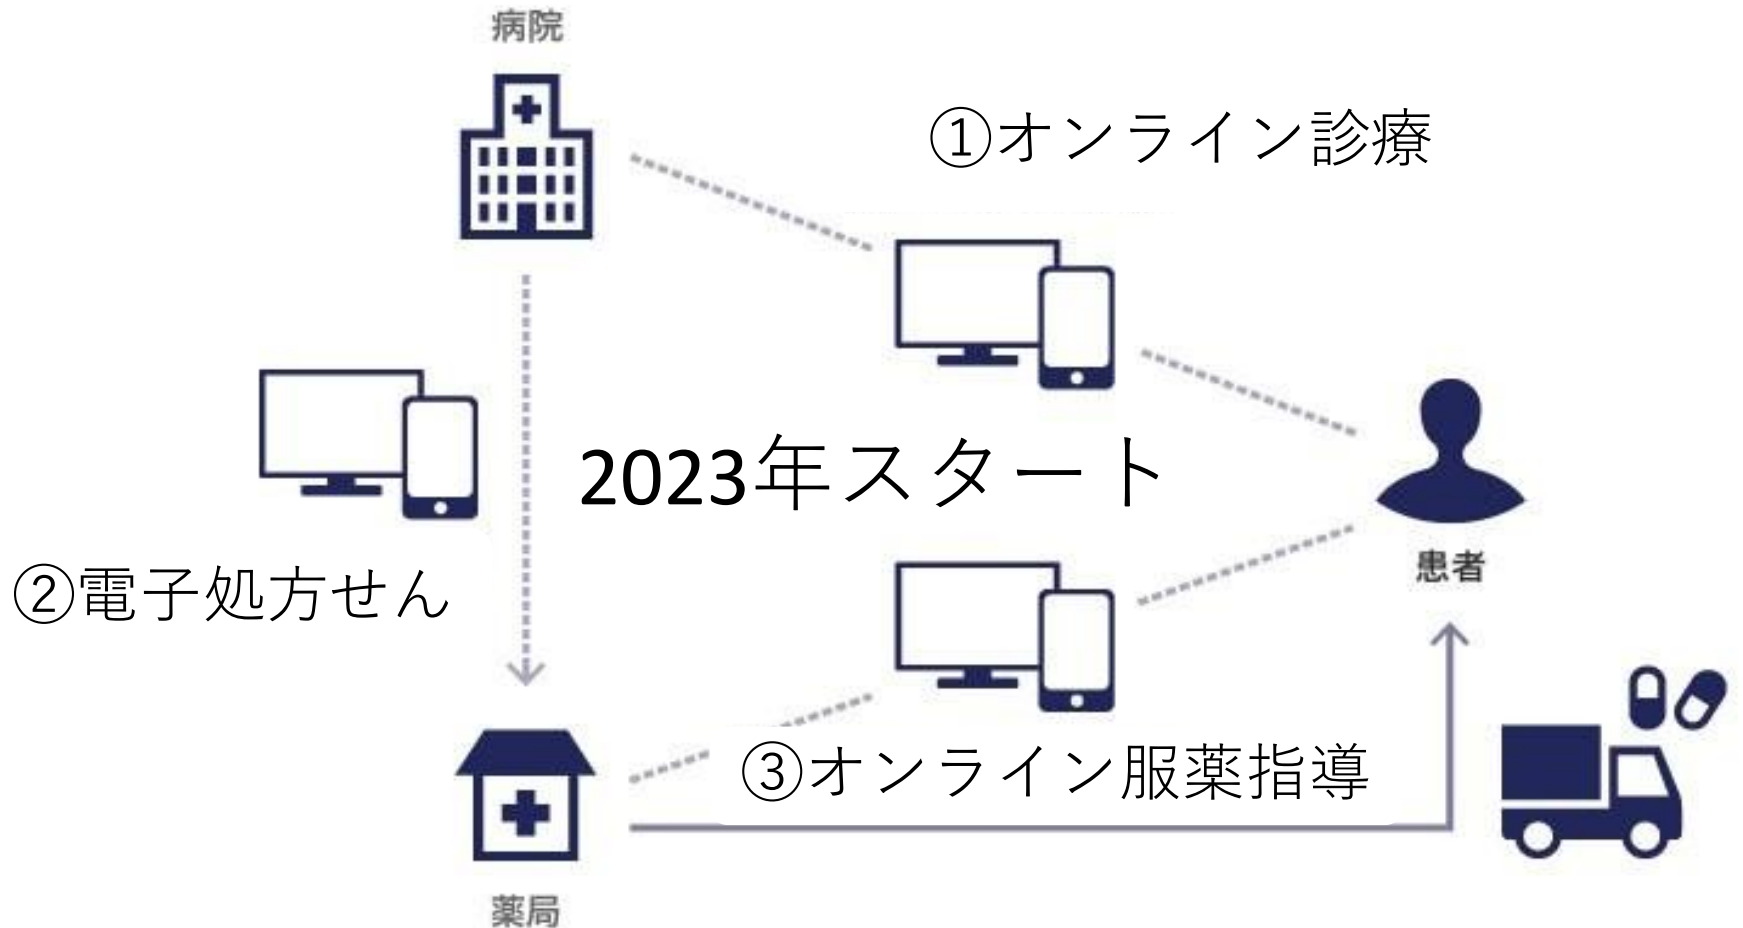 病院
①オンライン診療
2023年スタート
患者
②電子処方せん
③オンライン服薬指導
薬局